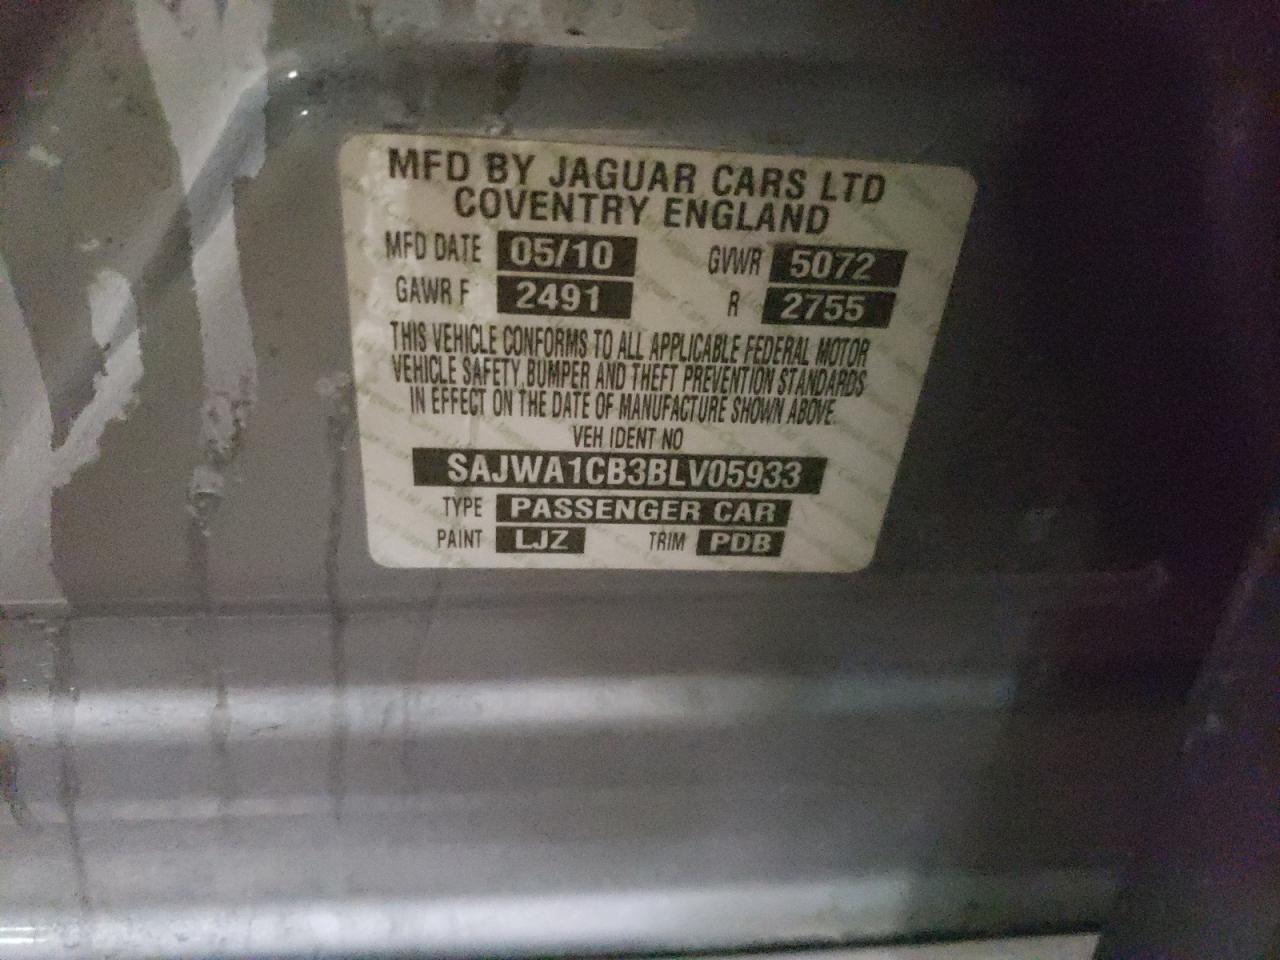 MFD BY JAGUAR CARS LTD
COVENTRY ENGLAND
MFD DATE 05/10 GVWR 5072
GAWR F 2491 R 2755
THIS VEHICLE CONFORMS TO ALL APPLICABLE FEDERAL MOTOR
VEHICLE SAFETY, BUMPER AND THEFT PREVENTION STANDARDS
IN EFFECT ON THE DATE OF MANUFACTURE SHOWN ABOVE.
VEH IDENT NO
SAJWA1CB3BLV05933
TYPE PASSENGER CAR
PAINT LJZ TRIM PDB